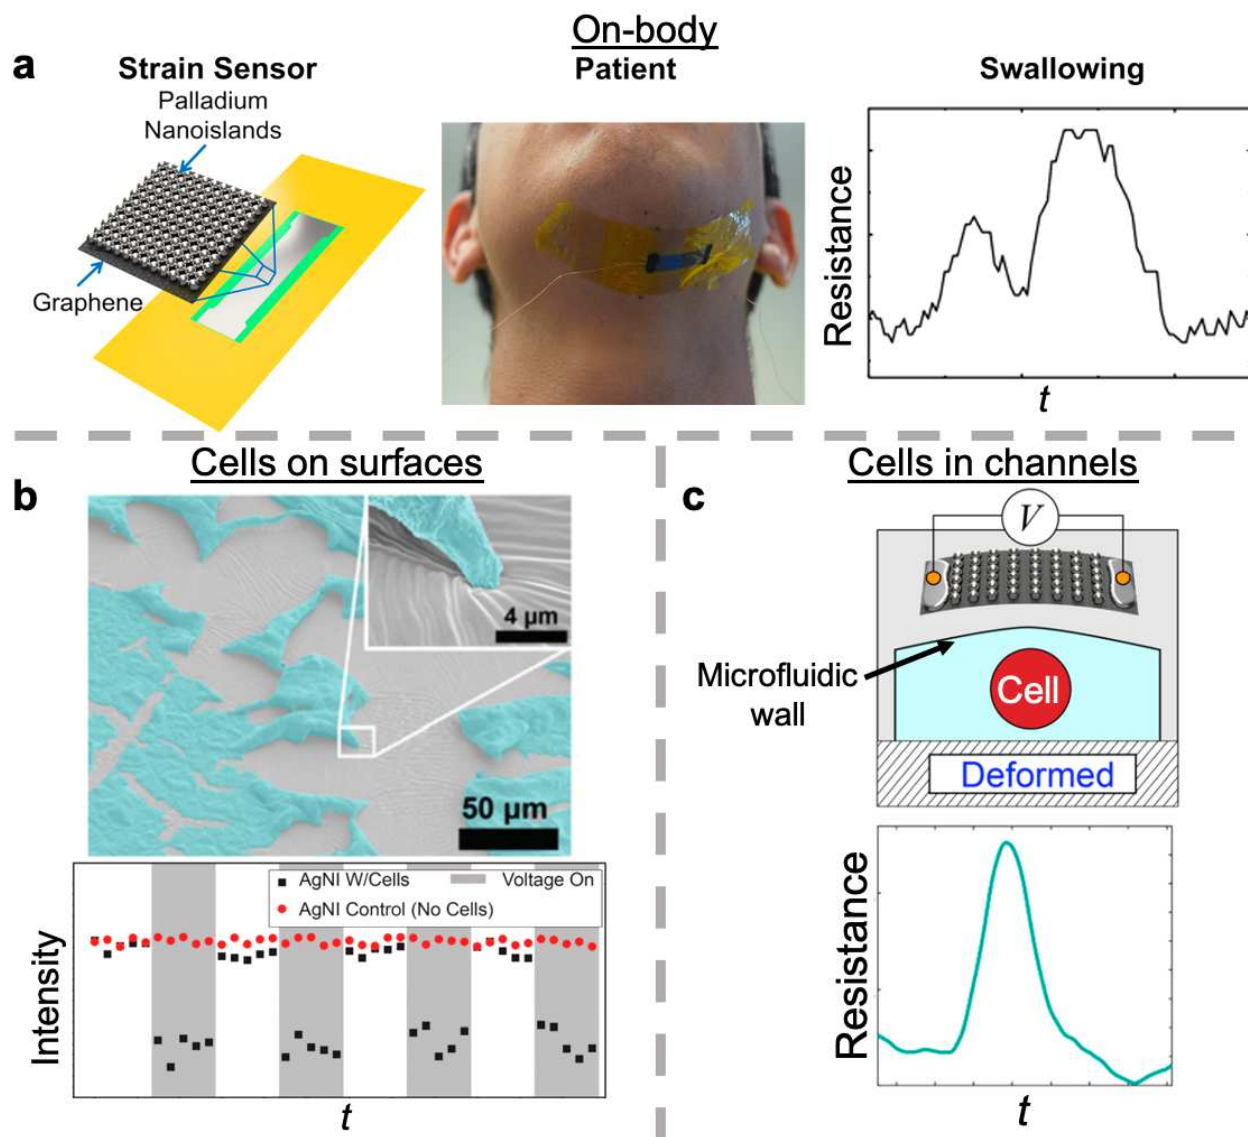 On-body
a
Strain Sensor
Palladium
Nanoislands
Graphene
Patient
Swallowing
Resistance
t
Cells on surfaces
b
4 μm
50 μm
AgNI W/Cells
Voltage On
AgNI Control (No Cells)
Intensity
t
Cells in channels
c
V
Microfluidic
wall
Cell
Deformed
Resistance
t